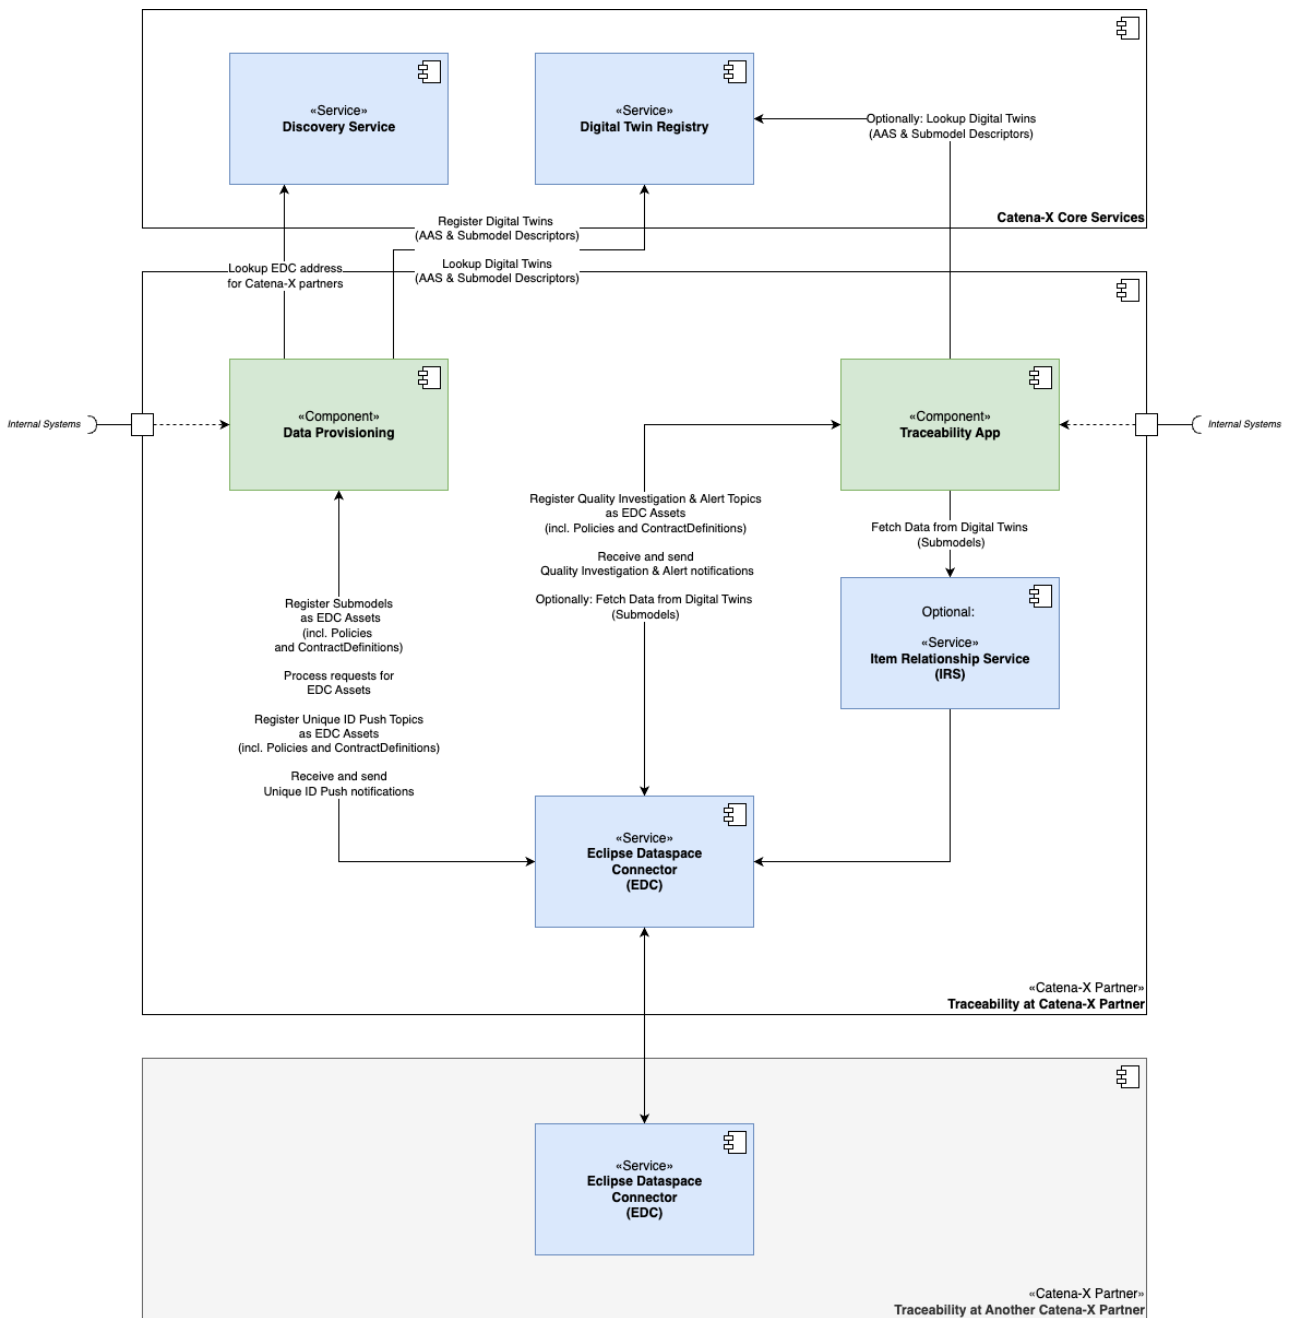 «Service»
Discovery Service
«Service»
Digital Twin Registry
Optionally: Lookup Digital Twins
(AAS & Submodel Descriptors)
Catena-X Core Services
Register Digital Twins
(AAS & Submodel Descriptors)
Lookup EDC address
for Catena-X partners
Lookup Digital Twins
(AAS & Submodel Descriptors)
Internal Systems
«Component»
Data Provisioning
«Component»
Traceability App
Internal Systems
Register Quality Investigation & Alert Topics
as EDC Assets
(incl. Policies and ContractDefinitions)
Receive and send
Quality Investigation & Alert notifications
Optionally: Fetch Data from Digital Twins
(Submodels)
Fetch Data from Digital Twins
(Submodels)
Register Submodels
as EDC Assets
(incl. Policies
and ContractDefinitions)
Process requests for
EDC Assets
Register Unique ID Push Topics
as EDC Assets
(incl. Policies and ContractDefinitions)
Receive and send
Unique ID Push notifications
Optional:
«Service»
Item Relationship Service
(IRS)
«Service»
Eclipse Dataspace
Connector
(EDC)
«Catena-X Partner»
Traceability at Catena-X Partner
«Service»
Eclipse Dataspace
Connector
(EDC)
«Catena-X Partner»
Traceability at Another Catena-X Partner